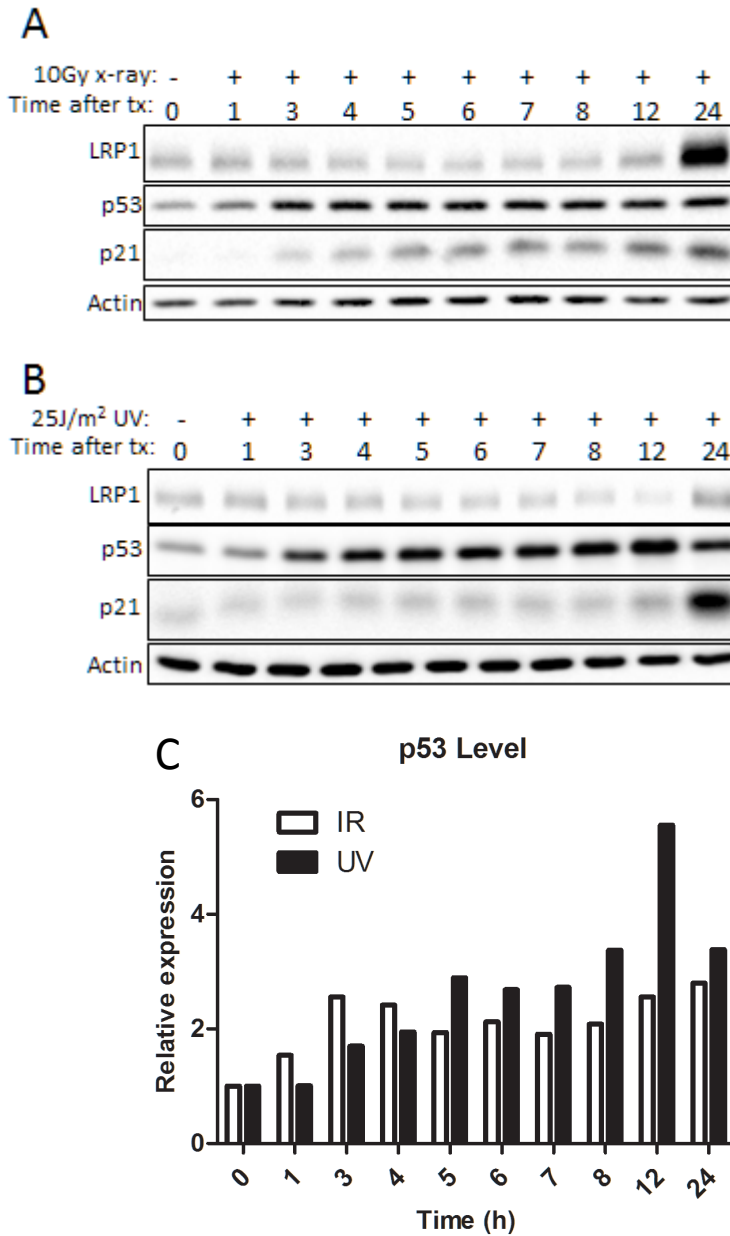 A
10Gy x-ray: - + + + + + + + + +
Time after tx: 0 1 3 4 5 6 7 8 12 24
LRP1
p53
p21
Actin
B
25J/m² UV: - + + + + + + + + +
Time after tx: 0 1 3 4 5 6 7 8 12 24
LRP1
p53
p21
Actin
C
p53 Level
6
IR
UV
4
2
0
Relative expression
0 1 3 4 5 6 7 8 12 24
Time (h)